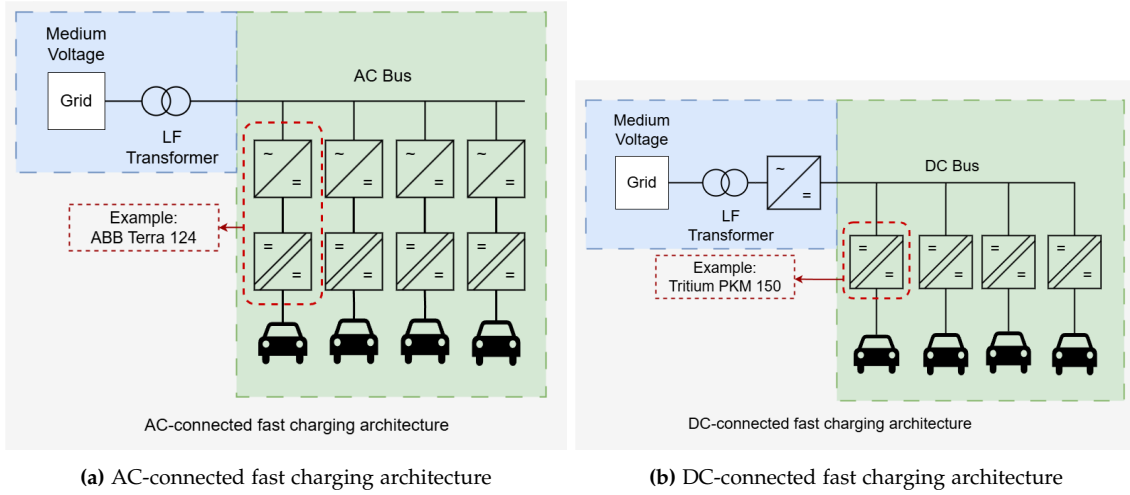 Medium
Voltage
Grid
LF
Transformer
AC Bus
~
=
~
=
~
=
~
=
Example:
ABB Terra 124
=
=
=
=
=
=
=
=
AC-connected fast charging architecture
(a) AC-connected fast charging architecture
Medium
Voltage
Grid
LF
Transformer
~
=
DC Bus
Example:
Tritium PKM 150
=
=
=
=
=
=
=
=
DC-connected fast charging architecture
(b) DC-connected fast charging architecture